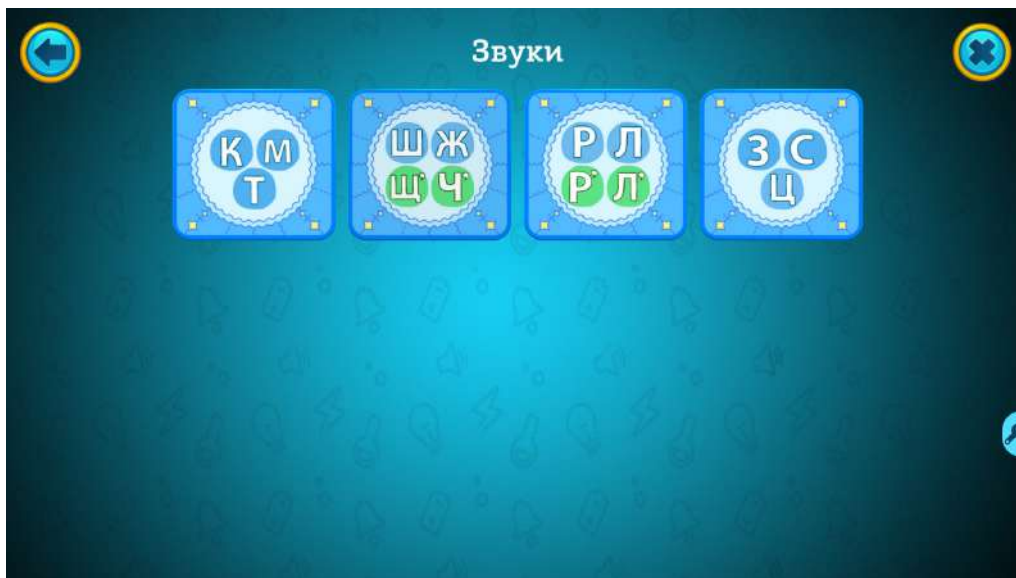 Звуки
К М
Т
Ш Ж
Щ' Ч'
Р Л
Р' Л'
З С
Ц